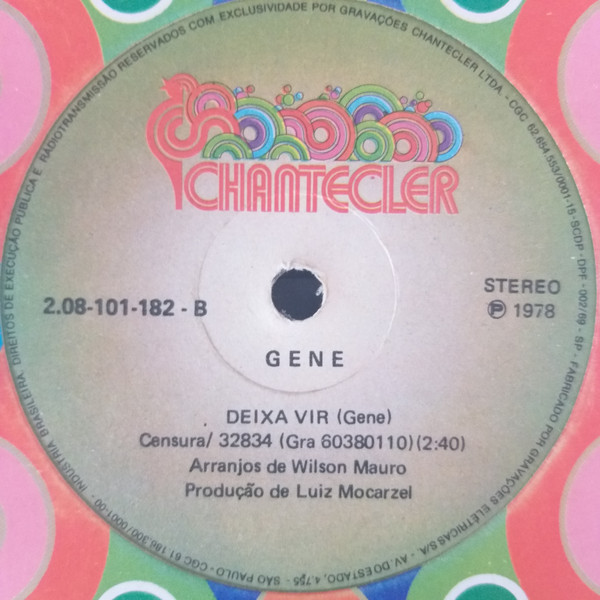 INDÚSTRIA BRASILEIRA. DIREITOS DE EXECUÇÃO PÚBLICA E RADIOTRANSMISSÃO RESERVADOS COM EXCLUSIVIDADE POR GRAVAÇÕES CHANTECLER LTDA. - CGC 62.654.553/0001-15 - SCDP - DPF - 002/69 - SP - FABRICADO POR GRAVAÇÕES ELÉTRICAS S/A. - AV. DO ESTADO, 4.755 - SÃO PAULO - CGC 61.186.300/0001-00 -
CHANTECLER
2.08-101-182 - B
STEREO
Ⓟ 1978
GENE
DEIXA VIR (Gene)
Censura/ 32834 (Gra 60380110) (2:40)
Arranjos de Wilson Mauro
Produção de Luiz Mocarzel